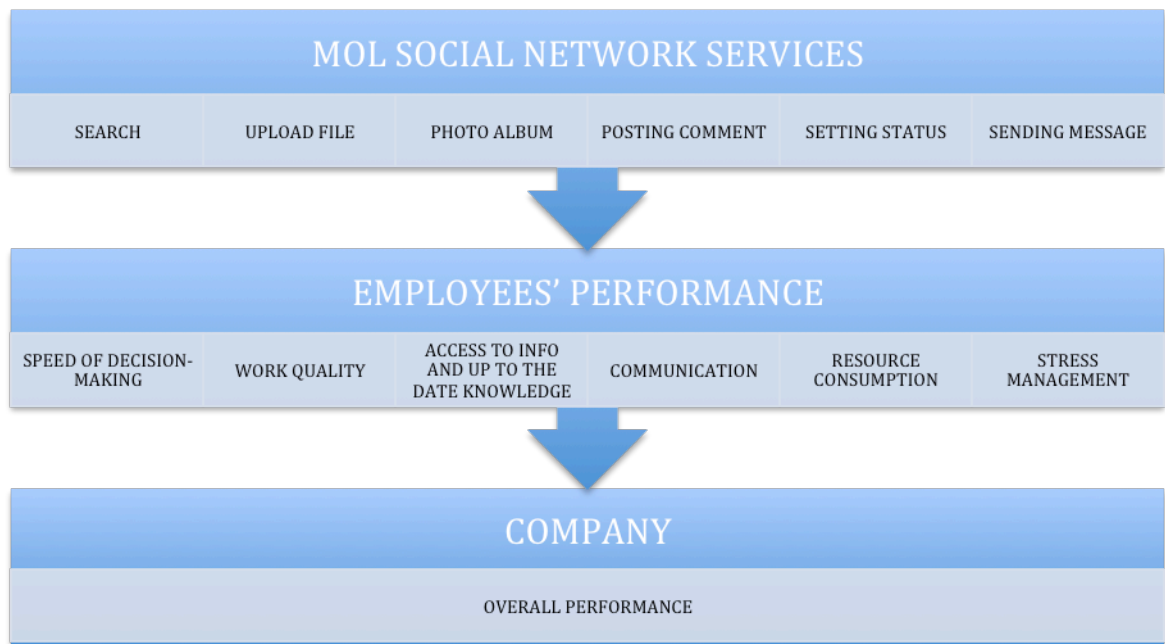 MOL SOCIAL NETWORK SERVICES
SEARCH
UPLOAD FILE
PHOTO ALBUM
POSTING COMMENT
SETTING STATUS
SENDING MESSAGE
EMPLOYEES’ PERFORMANCE
SPEED OF DECISION-
MAKING
WORK QUALITY
ACCESS TO INFO
AND UP TO THE
DATE KNOWLEDGE
COMMUNICATION
RESOURCE
CONSUMPTION
STRESS
MANAGEMENT
COMPANY
OVERALL PERFORMANCE